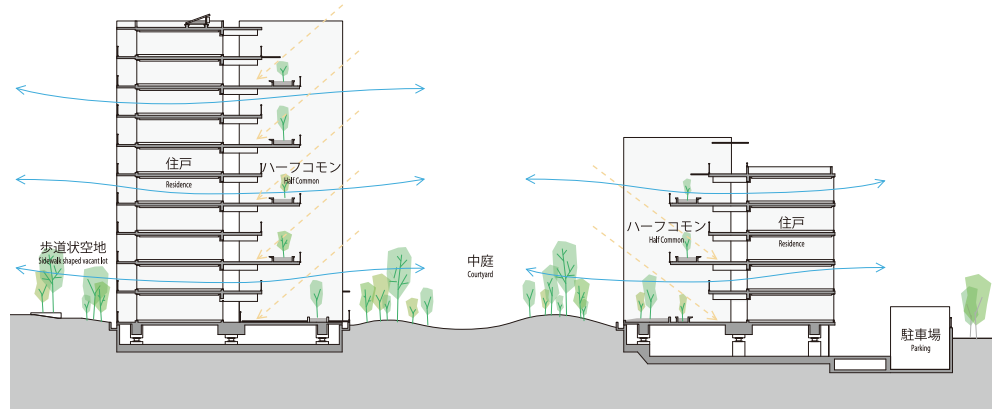 住戸
Residence
ハーフコモン
Half Common
歩道状空地
Sidewalk shaped vacant lot
中庭
Courtyard
ハーフコモン
Half Common
住戸
Residence
駐車場
Parking